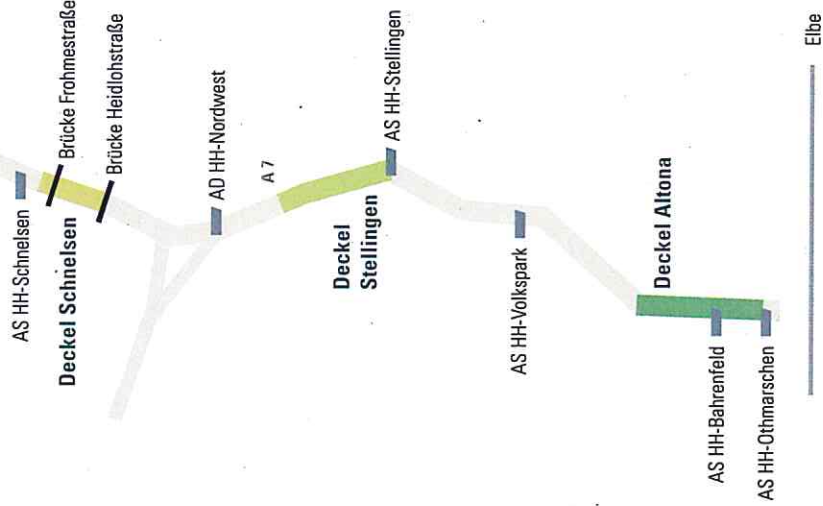 AS HH-Schnelsen
Brücke Frohmestraße
Brücke Heidlohstraße
Deckel Schnelsen
AD HH-Nordwest
A 7
AS HH-Stellingen
Deckel
Stellingen
AS HH-Volkspark
Deckel Altona
AS HH-Bahrenfeld
AS HH-Othmarschen
Elbe